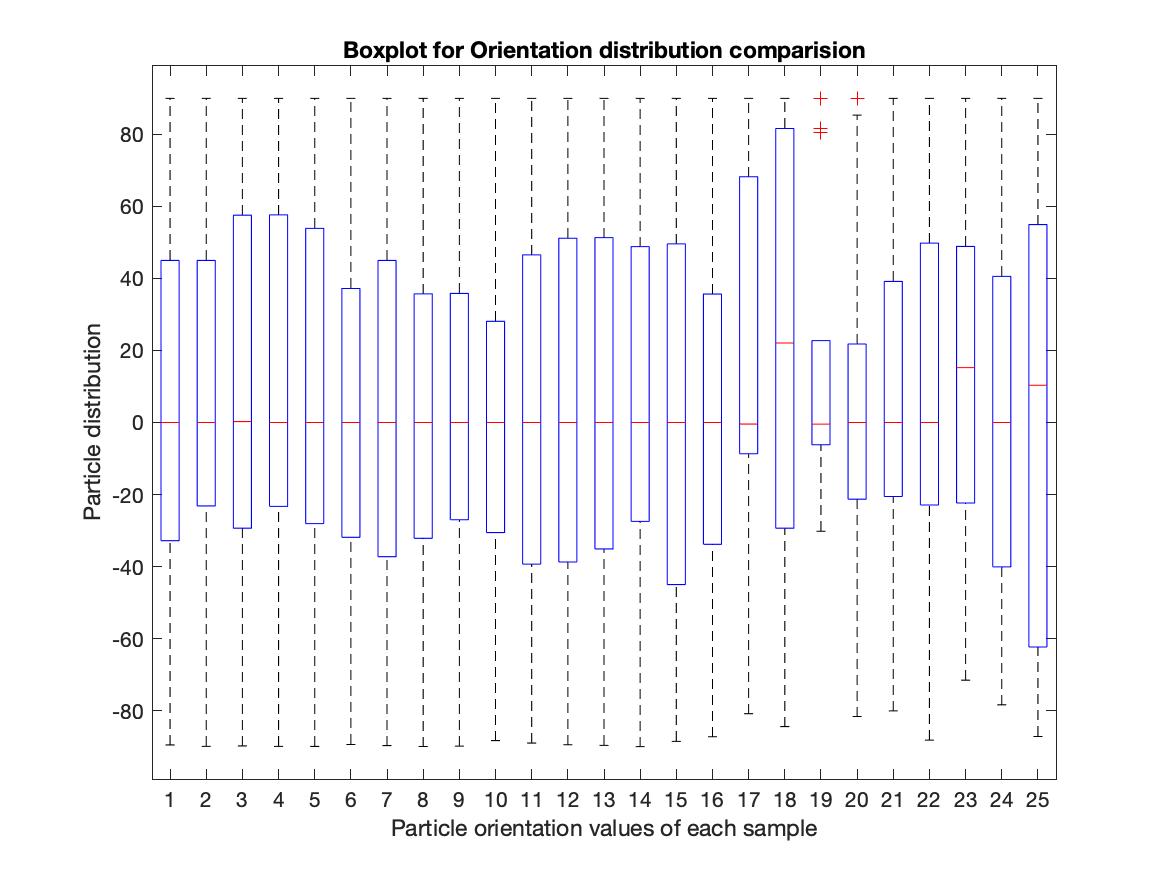 Boxplot for Orientation distribution comparision
80
60
40
20
0
-20
-40
-60
-80
Particle distribution
1 2 3 4 5 6 7 8 9 10 11 12 13 14 15 16 17 18 19 20 21 22 23 24 25
Particle orientation values of each sample